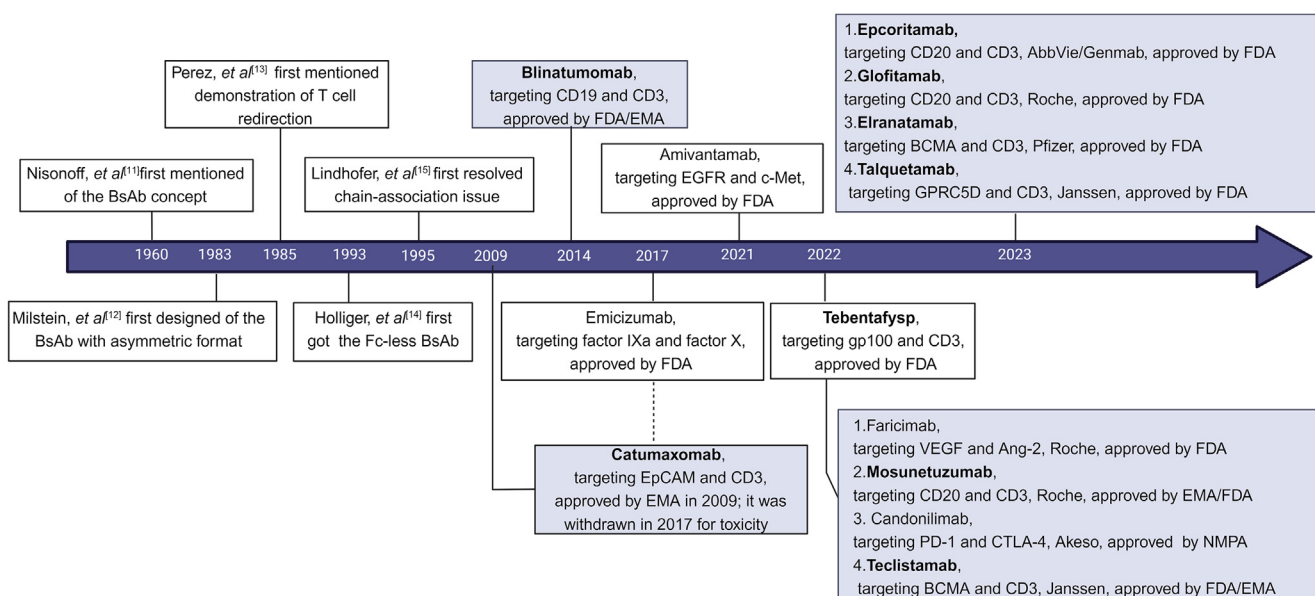 Perez, et al[13] first mentioned
demonstration of T cell
redirection
Blinatumomab,
targeting CD19 and CD3,
approved by FDA/EMA
1.Epcoritamab,
targeting CD20 and CD3, AbbVie/Genmab, approved by FDA
2.Glofitamab,
targeting CD20 and CD3, Roche, approved by FDA
3.Elranatamab,
targeting BCMA and CD3, Pfizer, approved by FDA
4.Talquetamab,
targeting GPRC5D and CD3, Janssen, approved by FDA
Nisonoff, et al[11]first mentioned
of the BsAb concept
Lindhofer, et al[15] first resolved
chain-association issue
Amivantamab,
targeting EGFR and c-Met,
approved by FDA
1960 1983 1985 1993 1995 2009 2014 2017 2021 2022 2023
Milstein, et al[12] first designed of the
BsAb with asymmetric format
Holliger, et al[14] first
got the Fc-less BsAb
Emicizumab,
targeting factor IXa and factor X,
approved by FDA
Tebentafysp,
targeting gp100 and CD3,
approved by FDA
Catumaxomab,
targeting EpCAM and CD3,
approved by EMA in 2009; it was
withdrawn in 2017 for toxicity
1.Faricimab,
targeting VEGF and Ang-2, Roche, approved by FDA
2.Mosunetuzumab,
targeting CD20 and CD3, Roche, approved by EMA/FDA
3. Candonilimab,
targeting PD-1 and CTLA-4, Akeso, approved by NMPA
4.Teclistamab,
targeting BCMA and CD3, Janssen, approved by FDA/EMA